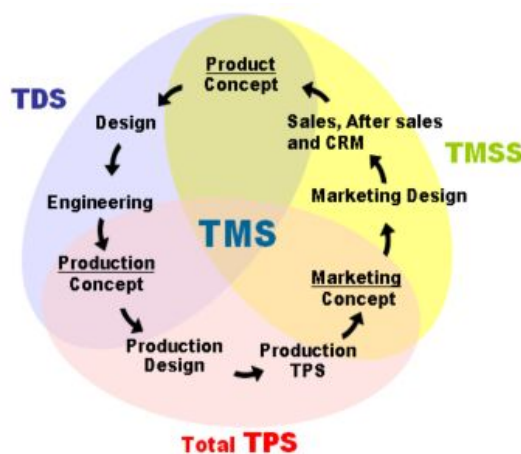 Product
Concept
TDS
Design
Sales, After sales
and CRM
TMSS
Engineering
Marketing Design
TMS
Production
Concept
Marketing
Concept
Production
Design
Production
TPS
Total TPS